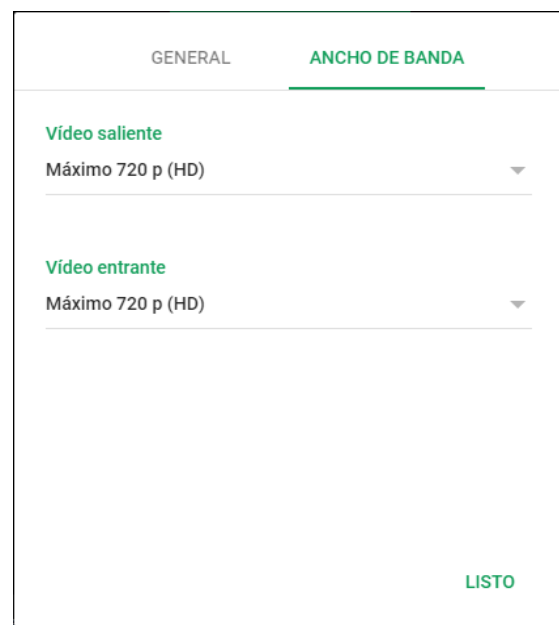 GENERAL ANCHO DE BANDA
Vídeo saliente
Máximo 720 p (HD)
Vídeo entrante
Máximo 720 p (HD)
LISTO